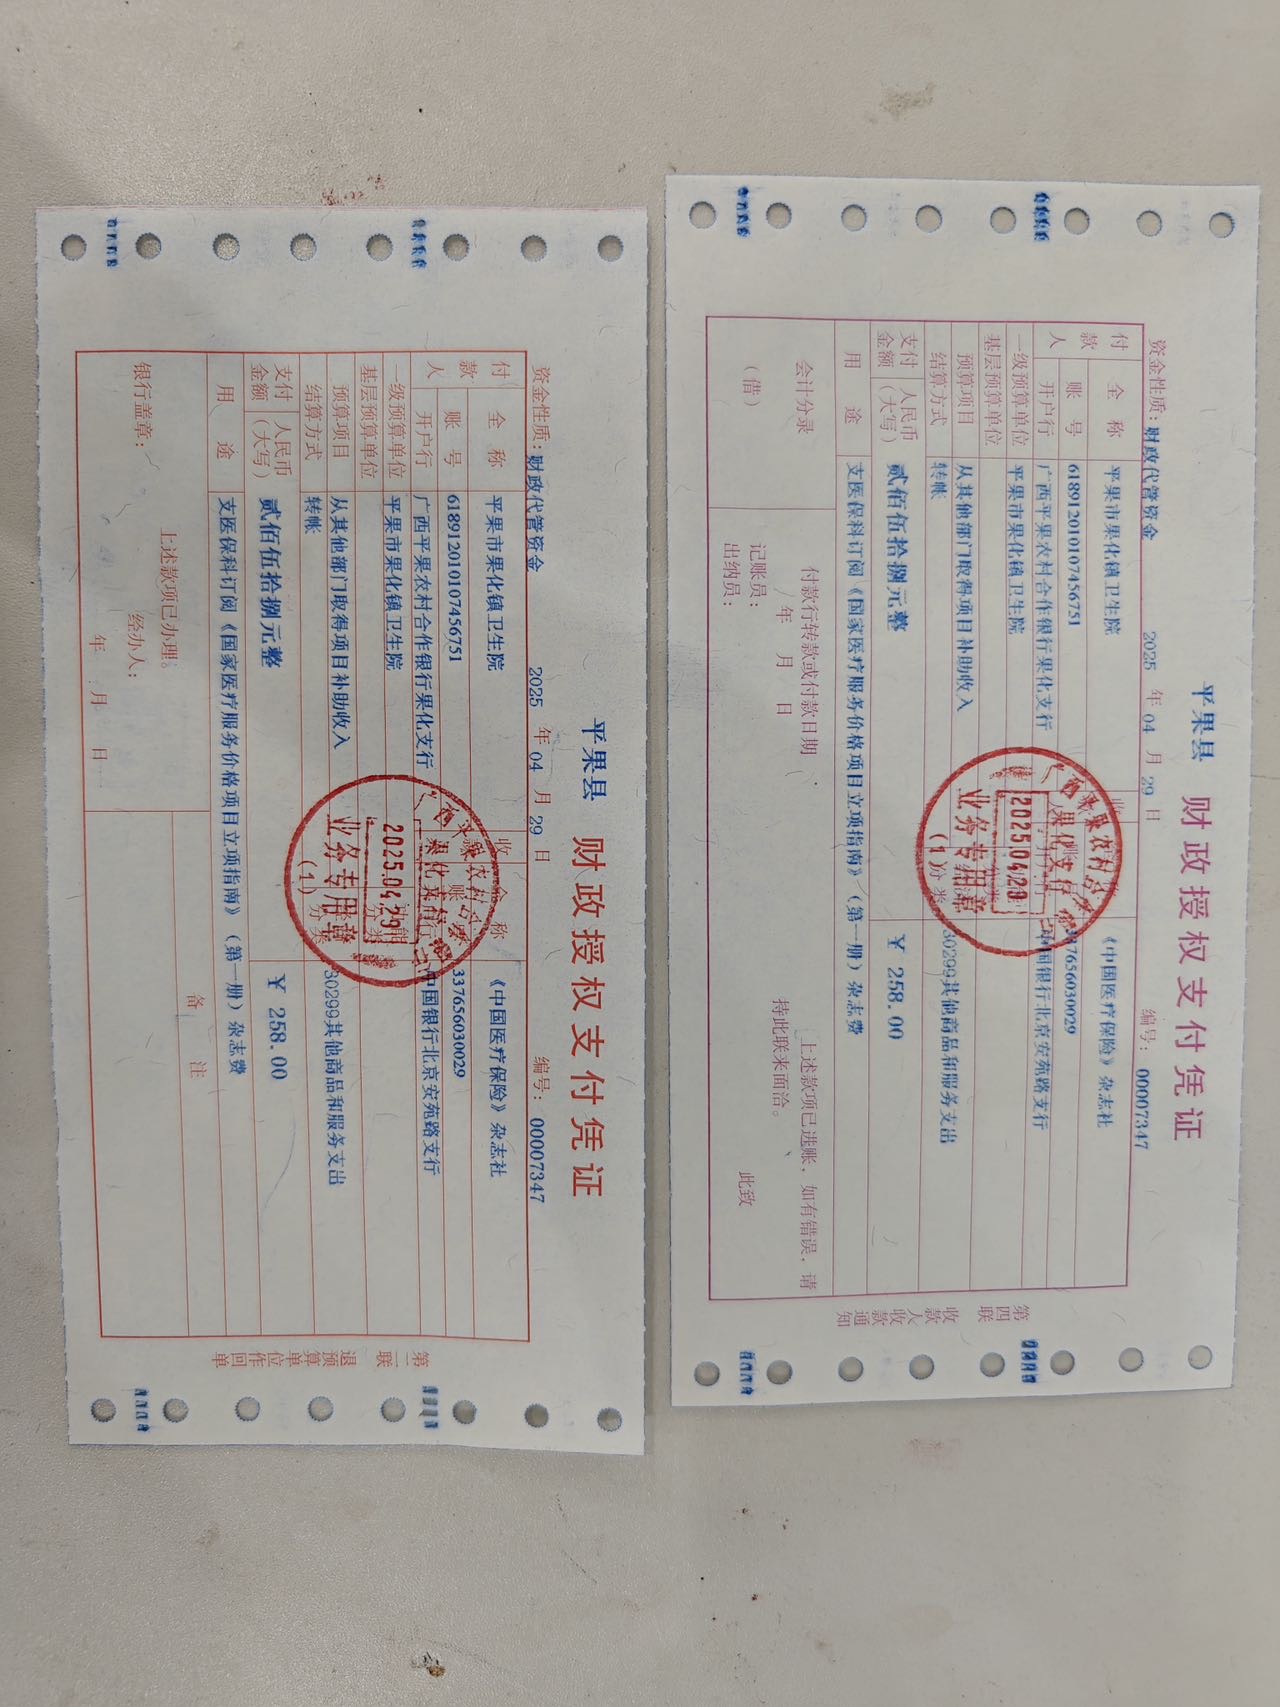 平果县 财政授权支付凭证
资金性质：财政代管资金 2025 年 04 月 29 日 编号：00007347
付款人 全称 平果市果化镇卫生院 《中国医疗保险》杂志社
账号 618912010107456751 337656030029
开户行 广西平果农村合作银行果化支行 中国银行北京安苑路支行
一级预算单位 平果市果化镇卫生院
基层预算单位
预算项目 从其他部门取得项目补助收入 30299其他商品和服务支出
结算方式 转帐
支付金额 人民币（大写） 贰佰伍拾捌元整 ￥ 258.00
用途 支医保科订阅《国家医疗服务价格项目立项指南》（第一册）杂志费
会计分录
（借）
付款行转款或付款日期
年 月 日
记账员：
出纳员：
上述款项已进账，如有错误，请
持此联来面洽。
此致
第四联 收款人收款通知
果化支行
20250429
业务专用章
(1)
平果县 财政授权支付凭证
资金性质：财政代管资金 2025 年 04 月 29 日 编号：00007347
付款人 全称 平果市果化镇卫生院 收 全称 《中国医疗保险》杂志社
账号 618912010107456751 账 337656030029
开户行 广西平果农村合作银行果化支行 中国银行北京安苑路支行
一级预算单位 平果市果化镇卫生院
基层预算单位
预算项目 从其他部门取得项目补助收入 30299其他商品和服务支出
结算方式 转帐
支付金额 人民币（大写） 贰佰伍拾捌元整 ￥ 258.00
用途 支医保科订阅《国家医疗服务价格项目立项指南》（第一册）杂志费
上述款项已办理。 备注
银行盖章： 经办人：
年 月 日
第二联 退预算单位作回单
果化支行
2025.04.29
业务专用章
(1)